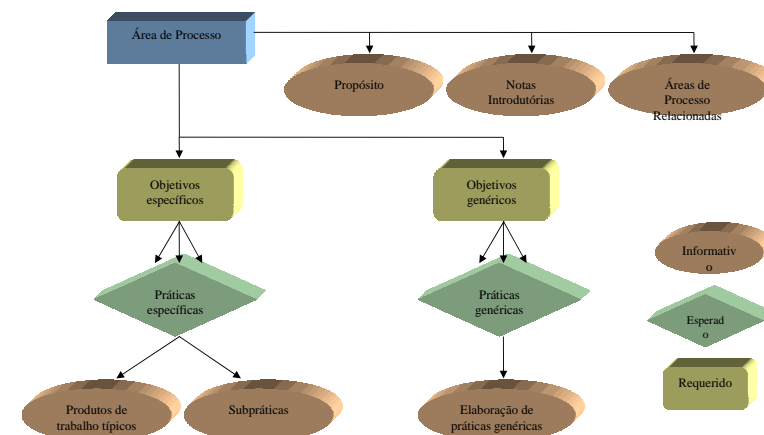 Área de Processo
Propósito
Notas
Introdutórias
Áreas de
Processo
Relacionadas
Objetivos
específicos
Objetivos
genéricos
Informativ
o
Práticas
específicas
Práticas
genéricas
Esperad
o
Requerido
Produtos de
trabalho típicos
Subpráticas
Elaboração de
práticas genéricas